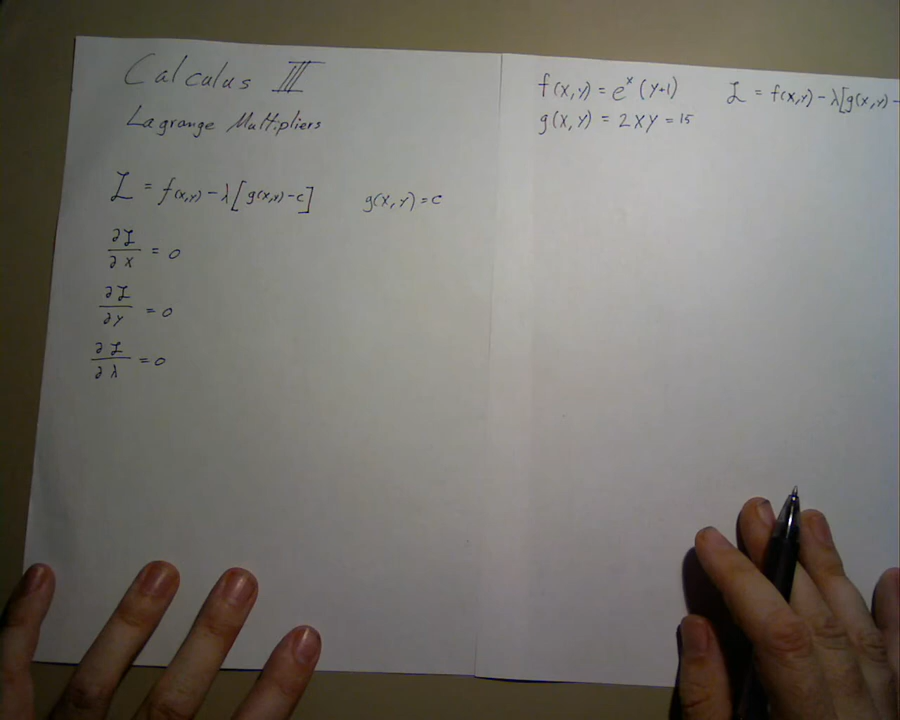 Calculus III
Lagrange Multipliers
ℒ = f(x,y) - λ[g(x,y) - c] g(x,y) = c
∂ℒ/∂x = 0
∂ℒ/∂y = 0
∂ℒ/∂λ = 0
f(x,y) = e^x (y+1) ℒ = f(x,y) - λ[g(x,y) -
g(x,y) = 2xy = 15